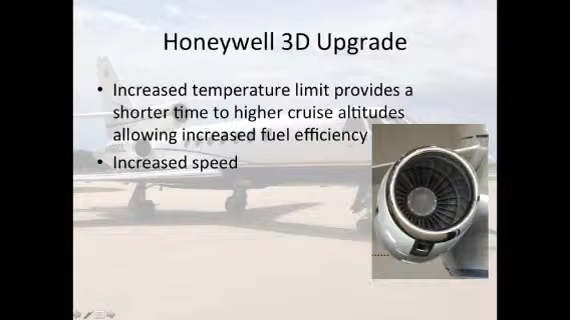 Honeywell 3D Upgrade
• Increased temperature limit provides a
shorter time to higher cruise altitudes
allowing increased fuel efficiency
• Increased speed